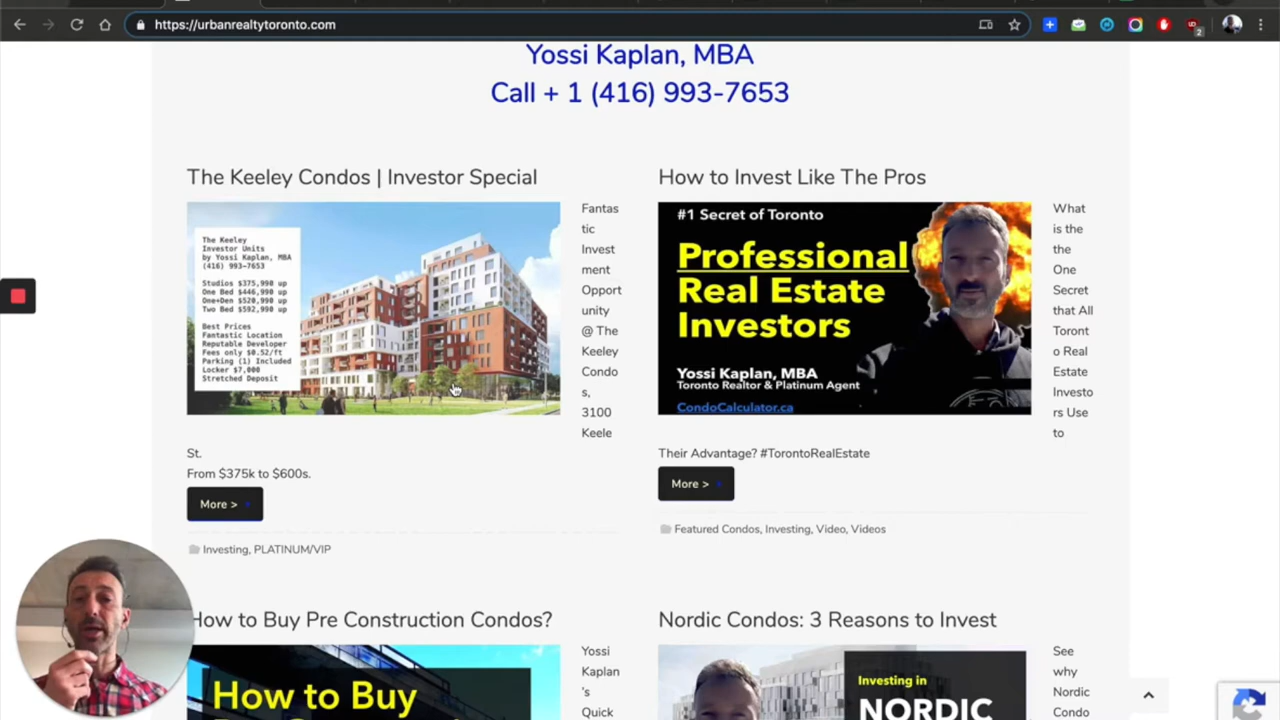 https://urbanrealtytoronto.com
2
Yossi Kaplan, MBA
Call + 1 (416) 993-7653
The Keeley Condos | Investor Special
The Keeley
Investor Units
by Yossi Kaplan, MBA
(416) 993-7653
Studios $375,990 up
One Bed $446,990 up
One+Den $520,990 up
Two Bed $592,990 up
Best Prices
Fantastic Location
Reputable Developer
Fees only $0.52/ft
Parking (1) Included
Locker $7,000
Stretched Deposit
Fantas
tic
Invest
ment
Opport
unity
@ The
Keeley
Condo
s,
3100
Keele
St.
From $375k to $600s.
More >
Investing, PLATINUM/VIP
How to Invest Like The Pros
#1 Secret of Toronto
Professional
Real Estate
Investors
Yossi Kaplan, MBA
Toronto Realtor & Platinum Agent
CondoCalculator.ca
What
is the
the
One
Secret
that All
Toront
o Real
Estate
Investo
rs Use
to
Their Advantage? #TorontoRealEstate
More >
Featured Condos, Investing, Video, Videos
How to Buy Pre Construction Condos?
How to Buy
Yossi
Kaplan
's
Quick
Nordic Condos: 3 Reasons to Invest
Investing in
NORDIC
See
why
Nordic
Condo